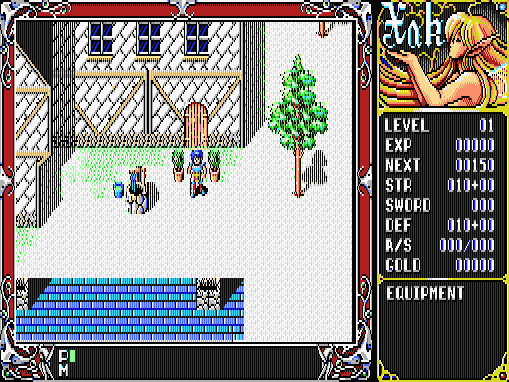 Xak
LEVEL 01
EXP 00000
NEXT 00150
STR 010+00
SWORD 000
DEF 010+00
A/S 000/000
GOLD 00000
EQUIPMENT
P
M